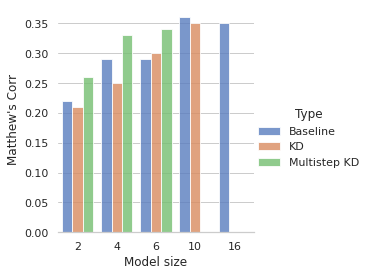 0.35
0.30
0.25
0.20
0.15
0.10
0.05
0.00
Matthew's Corr
2 4 6 10 16
Model size
Type
Baseline
KD
Multistep KD